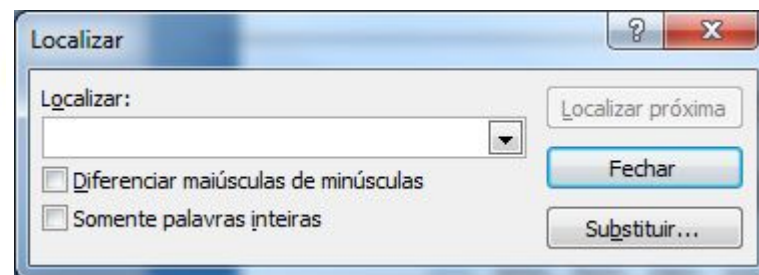 Localizar
?
X
Localizar:
Localizar próxima
Diferenciar maiúsculas de minúsculas
Fechar
Somente palavras inteiras
Substituir...